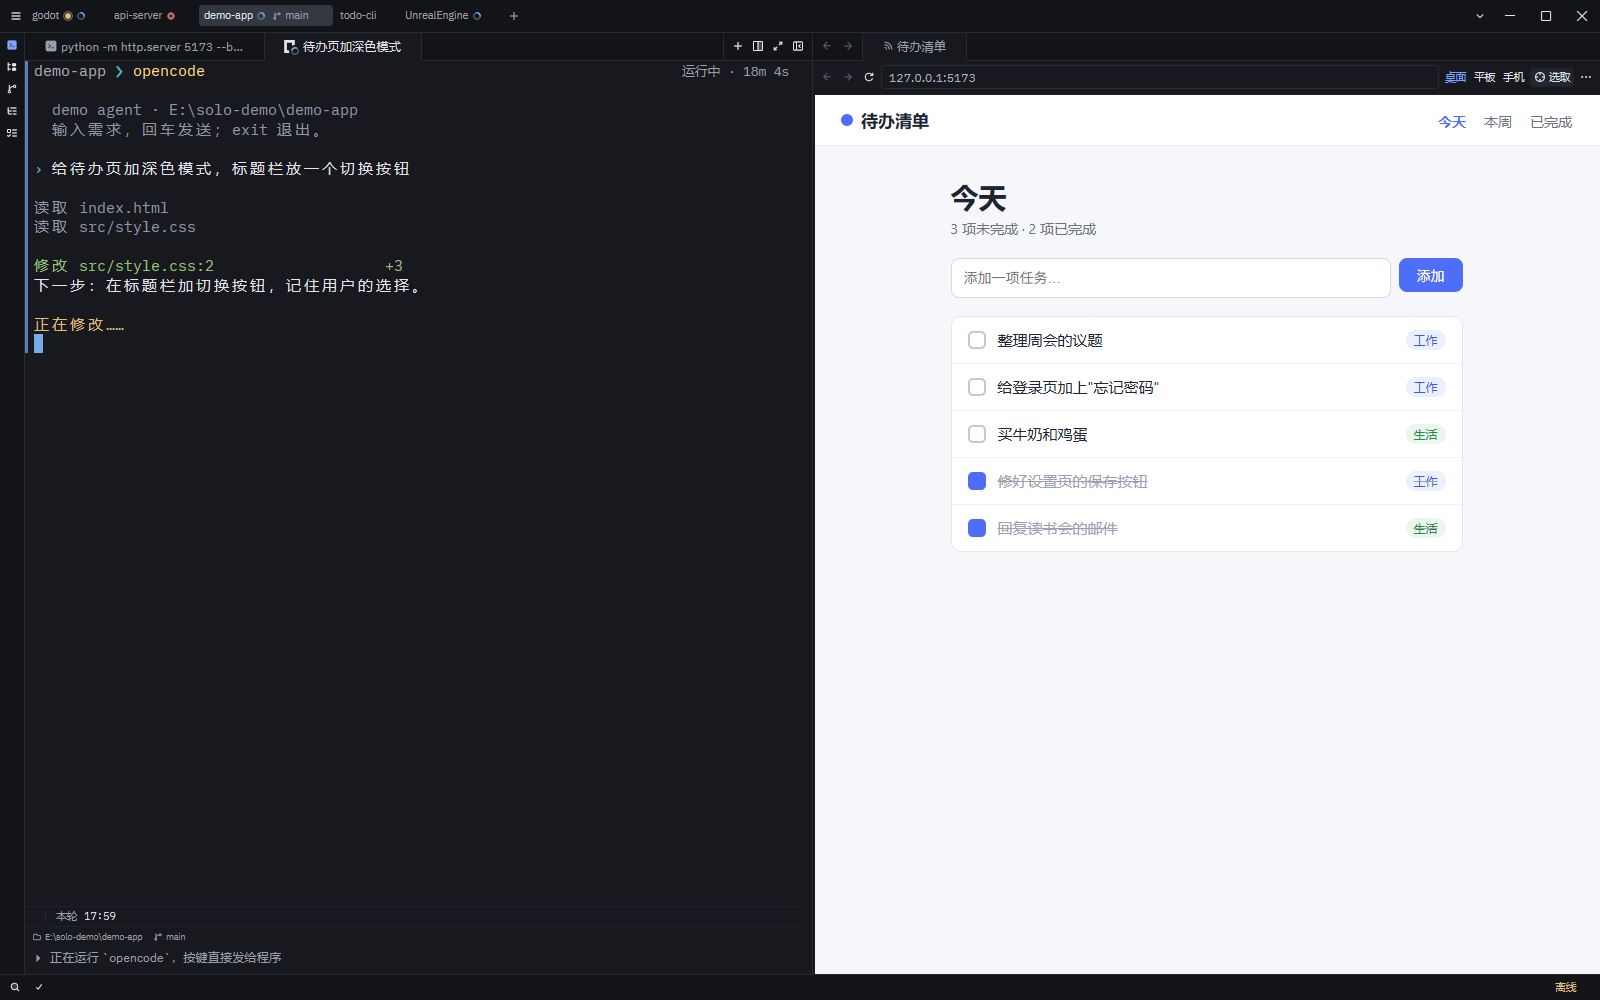 godot
api-server
demo-app main
todo-cli
UnrealEngine
python -m http.server 5173 --b...
待办页加深色模式
待办清单
demo-app ❯ opencode
运行中 · 18m 4s
127.0.0.1:5173
桌面 平板 手机 选取
demo agent · E:\solo-demo\demo-app
输入需求，回车发送；exit 退出。
› 给待办页加深色模式，标题栏放一个切换按钮
读取 index.html
读取 src/style.css
修改 src/style.css:2 +3
下一步：在标题栏加切换按钮，记住用户的选择。
正在修改……
本轮 17:59
E:\solo-demo\demo-app main
正在运行 `opencode`，按键直接发给程序
待办清单
今天 本周 已完成
今天
3 项未完成 · 2 项已完成
添加一项任务...
添加
整理周会的议题 工作
给登录页加上"忘记密码" 工作
买牛奶和鸡蛋 生活
修好设置页的保存按钮 工作
回复读书会的邮件 生活
离线